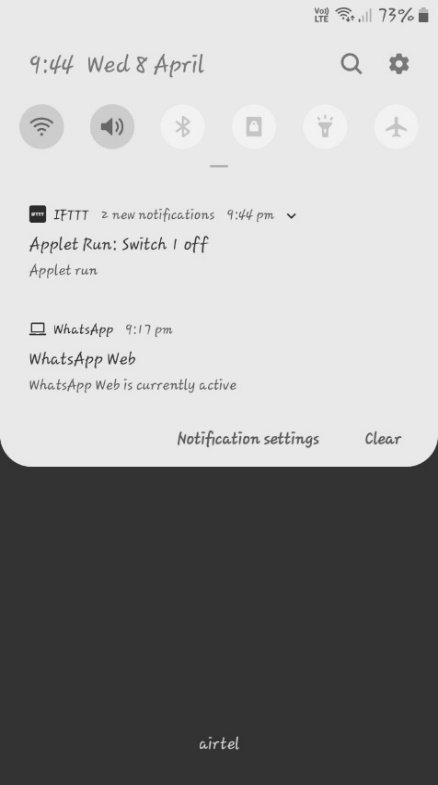 Vo)) LTE 73%
9:44 Wed 8 April
IFTTT IFTTT 2 new notifications 9:44 pm
Applet Run: Switch 1 off
Applet run
WhatsApp 9:17 pm
WhatsApp Web
WhatsApp Web is currently active
Notification settings Clear
airtel